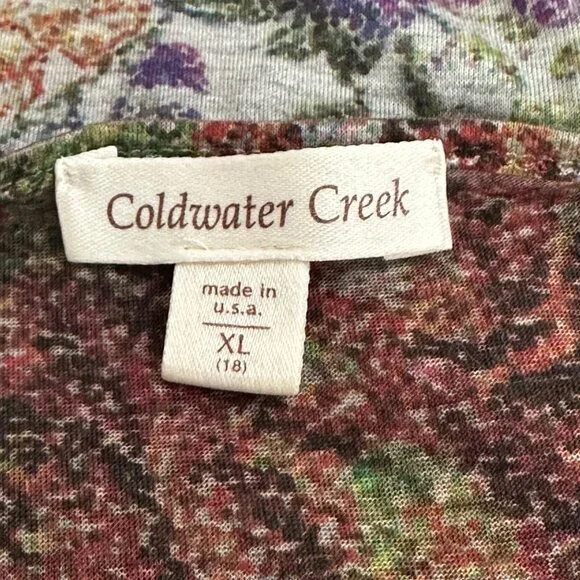 Coldwater Creek
made in
u.s.a.
XL
(18)